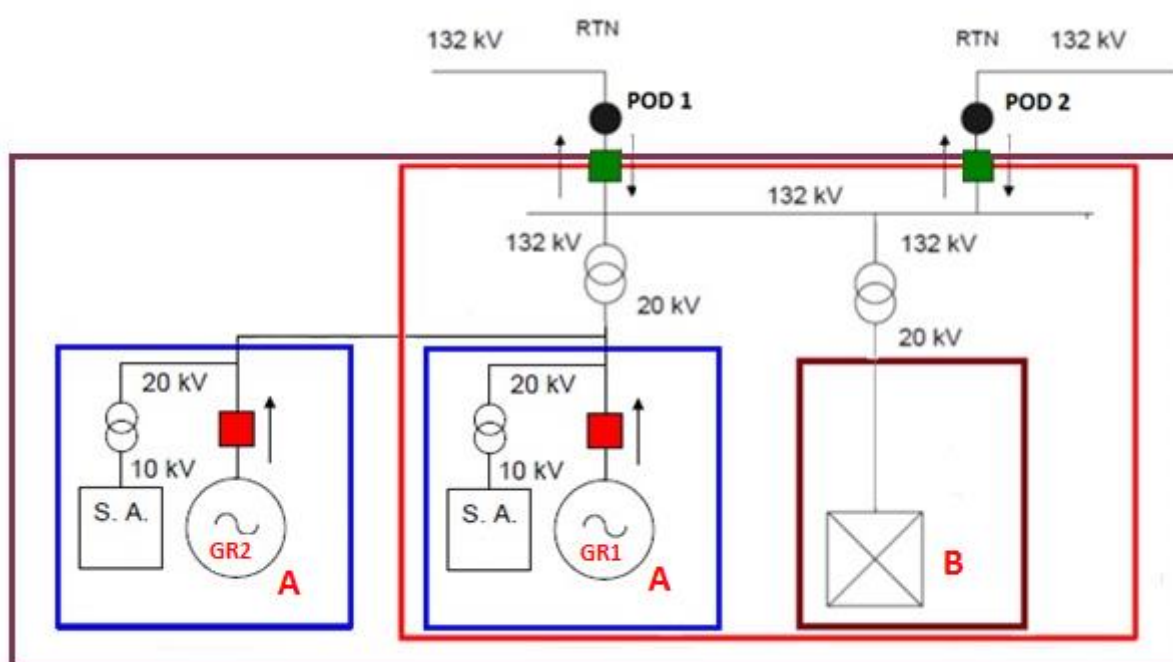 132 kV
RTN
RTN
132 kV
POD 1
POD 2
132 kV
132 kV
132 kV
20 kV
20 kV
20 kV
20 kV
10 kV
10 kV
S. A.
GR2
A
S. A.
GR1
A
B